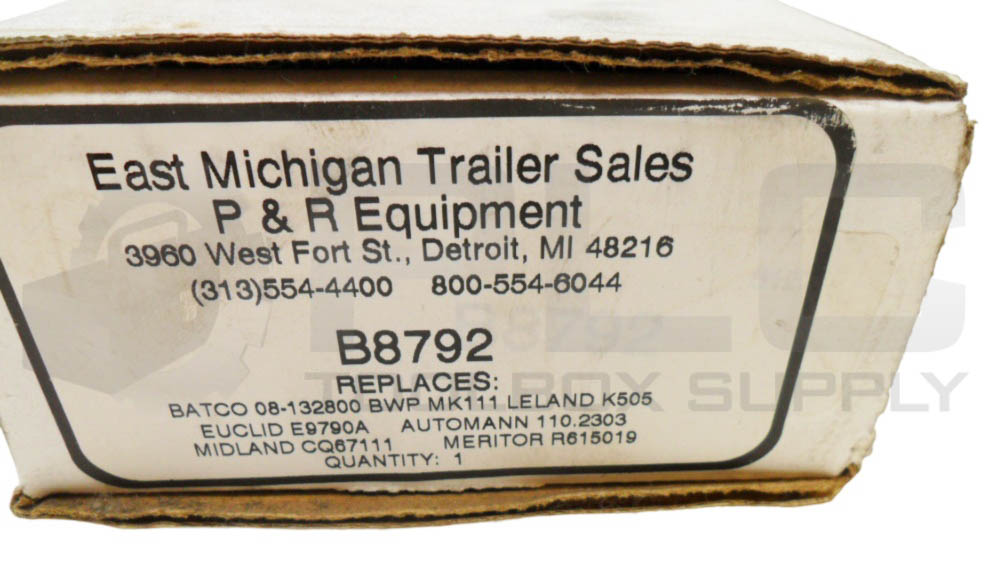 East Michigan Trailer Sales
P & R Equipment
3960 West Fort St., Detroit, MI 48216
(313)554-4400 800-554-6044
B8792
REPLACES:
BATCO 08-132800 BWP MK111 LELAND K505
EUCLID E9790A AUTOMANN 110.2303
MIDLAND CQ67111 MERITOR R615019
QUANTITY: 1
TOOLBOX SUPPLY